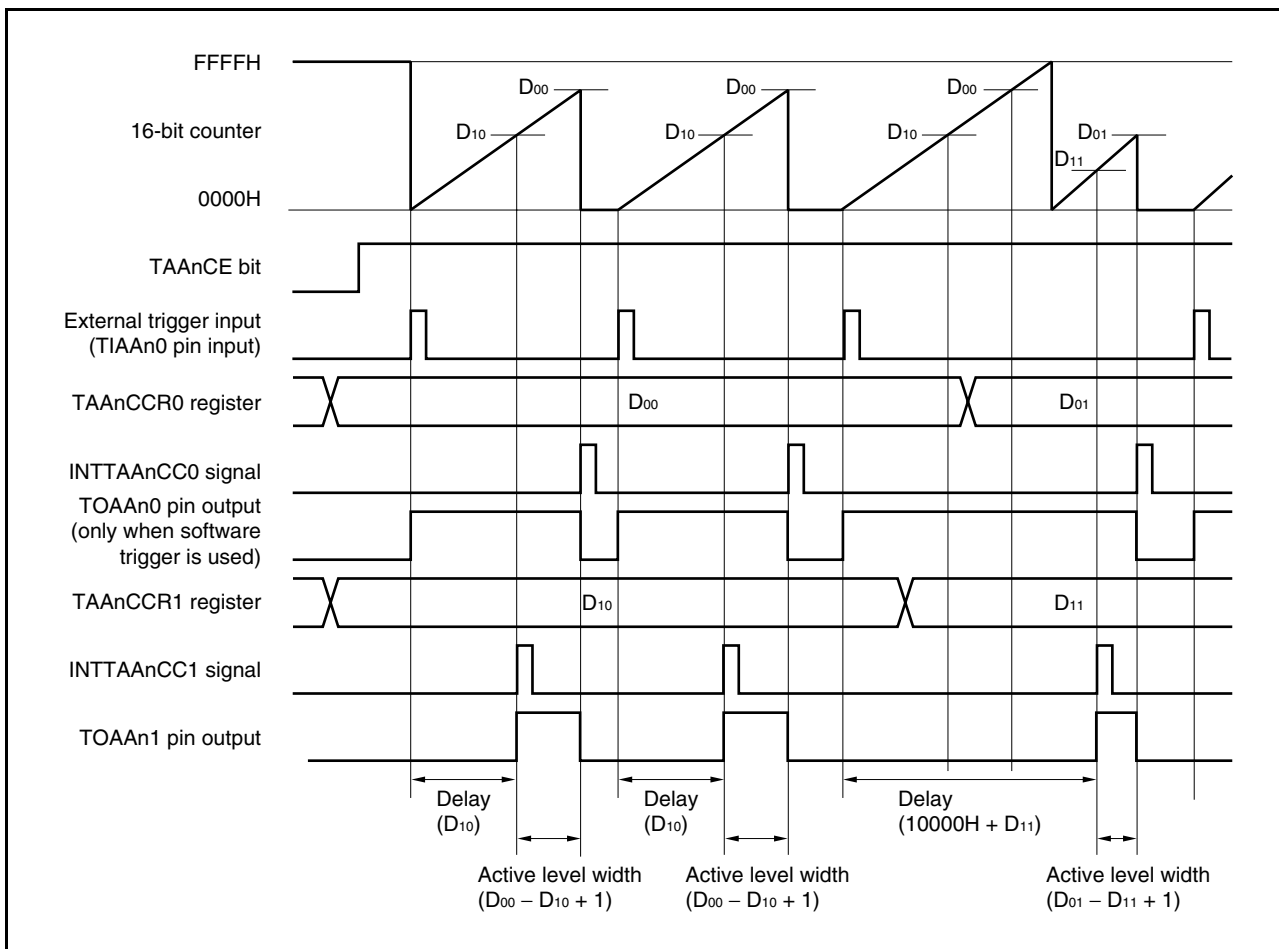 FFFFH
16-bit counter
0000H
D00
D10
D00
D10
D00
D10
D01
D11
TAAnCE bit
External trigger input
(TIAAn0 pin input)
TAAnCCR0 register
D00
D01
INTTAAnCC0 signal
TOAAn0 pin output
(only when software
trigger is used)
TAAnCCR1 register
D10
D11
INTTAAnCC1 signal
TOAAn1 pin output
Delay
(D10)
Delay
(D10)
Delay
(10000H + D11)
Active level width
(D00 − D10 + 1)
Active level width
(D00 − D10 + 1)
Active level width
(D01 − D11 + 1)